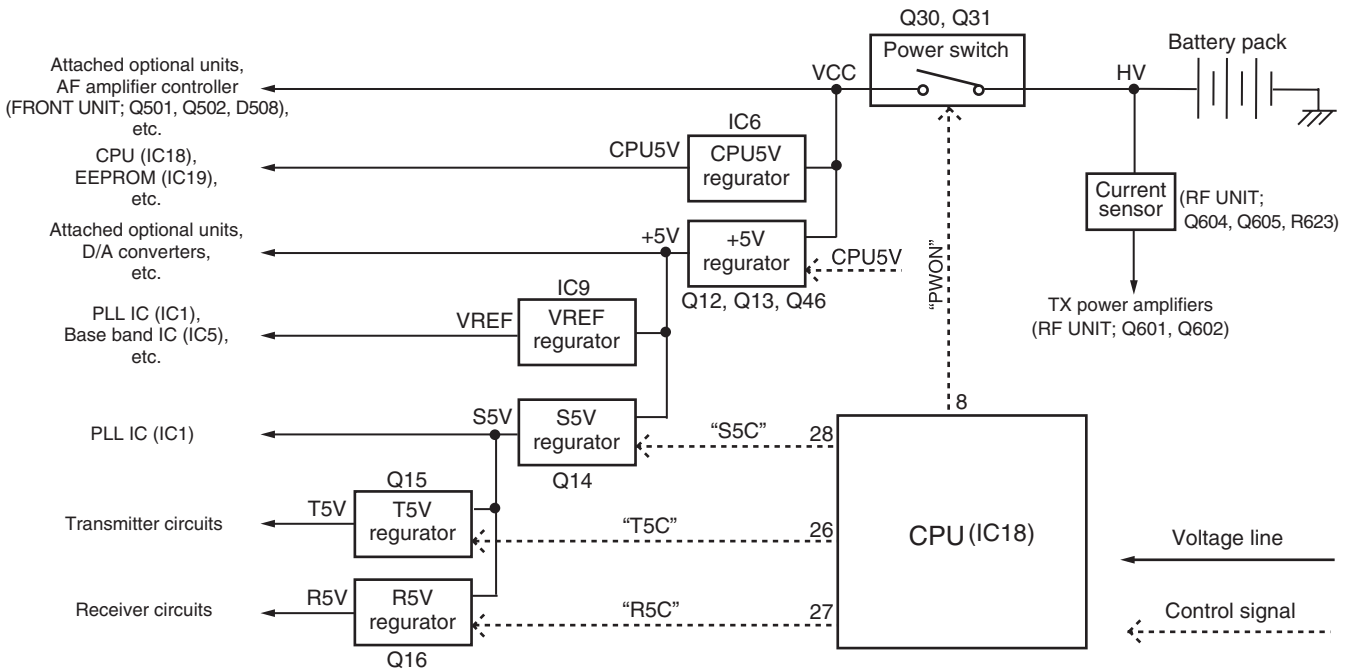 Q30, Q31
Power switch
Battery pack
VCC
HV
Attached optional units,
AF amplifier controller
(FRONT UNIT; Q501, Q502, D508),
etc.
IC6
CPU5V
CPU5V
regurator
CPU (IC18),
EEPROM (IC19),
etc.
Current
sensor
(RF UNIT;
Q604, Q605, R623)
Attached optional units,
D/A converters,
etc.
+5V
+5V
regurator
CPU5V
Q12, Q13, Q46
"PWON"
TX power amplifiers
(RF UNIT; Q601, Q602)
IC9
VREF
VREF
regurator
PLL IC (IC1),
Base band IC (IC5),
etc.
8
S5V
S5V
regurator
"S5C"
28
PLL IC (IC1)
Q14
Q15
T5V
T5V
regurator
"T5C"
26
Transmitter circuits
CPU (IC18)
Voltage line
R5V
R5V
regurator
"R5C"
27
Receiver circuits
Control signal
Q16